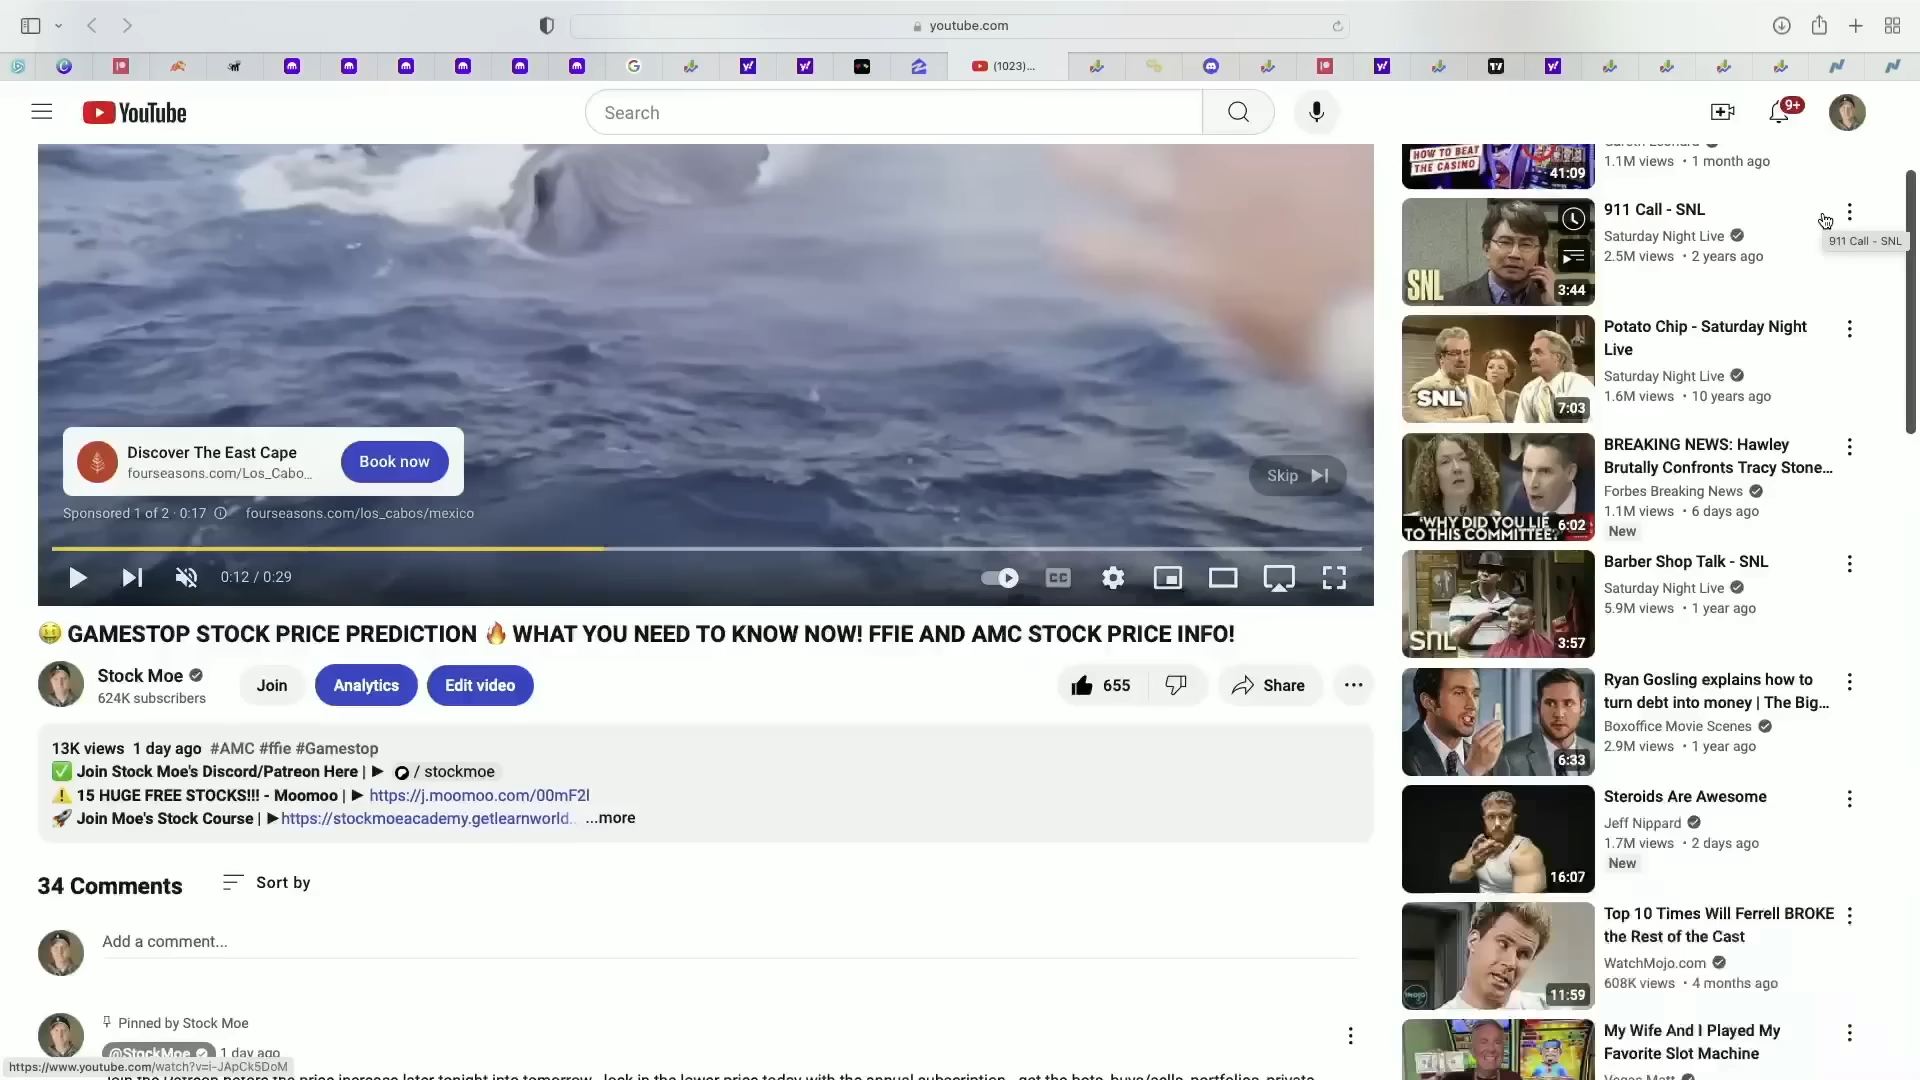 youtube.com
(1023)...
YouTube
Search
9+
HOW TO BEAT
THE CASINO
41:09
1.1M views • 1 month ago
911 Call - SNL
Saturday Night Live
2.5M views • 2 years ago
SNL
3:44
911 Call - SNL
Potato Chip - Saturday Night
Live
Saturday Night Live
1.6M views • 10 years ago
SNL
7:03
BREAKING NEWS: Hawley
Brutally Confronts Tracy Stone...
Forbes Breaking News
1.1M views • 6 days ago
New
'WHY DID YOU LIE
TO THIS COMMITTEE?'
6:02
Barber Shop Talk - SNL
Saturday Night Live
5.9M views • 1 year ago
SNL
3:57
Ryan Gosling explains how to
turn debt into money | The Big...
Boxoffice Movie Scenes
2.9M views • 1 year ago
6:33
Steroids Are Awesome
Jeff Nippard
1.7M views • 2 days ago
New
16:07
Top 10 Times Will Ferrell BROKE
the Rest of the Cast
WatchMojo.com
608K views • 4 months ago
11:59
My Wife And I Played My
Favorite Slot Machine
Discover The East Cape
fourseasons.com/Los_Cabo...
Book now
Skip
Sponsored 1 of 2 · 0:17
fourseasons.com/los_cabos/mexico
0:12 / 0:29
CC
🤑 GAMESTOP STOCK PRICE PREDICTION 🔥 WHAT YOU NEED TO KNOW NOW! FFIE AND AMC STOCK PRICE INFO!
Stock Moe
624K subscribers
Join
Analytics
Edit video
655
Share
13K views 1 day ago #AMC #ffie #Gamestop
✅ Join Stock Moe's Discord/Patreon Here | ► / stockmoe
⚠️ 15 HUGE FREE STOCKS!!! - Moomoo | ► https://j.moomoo.com/00mF2l
🚀 Join Moe's Stock Course | ►https://stockmoeacademy.getlearnworld... ...more
34 Comments
Sort by
Add a comment...
Pinned by Stock Moe
@StockMoe 1 day ago
https://www.youtube.com/watch?v=i-JApCk5DoM